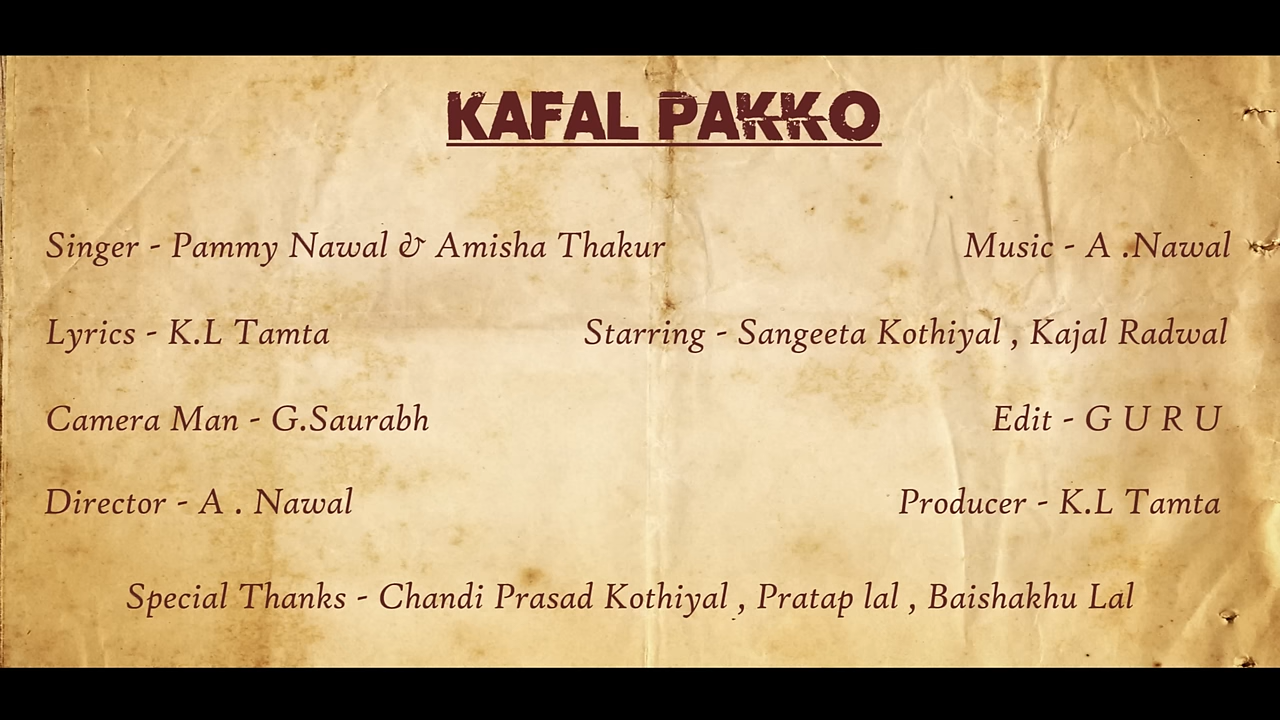 KAFAL PAKKO
Singer - Pammy Nawal & Amisha Thakur
Music - A .Nawal
Lyrics - K.L Tamta
Starring - Sangeeta Kothiyal , Kajal Radwal
Camera Man - G.Saurabh
Edit - G U R U
Director - A . Nawal
Producer - K.L Tamta
Special Thanks - Chandi Prasad Kothiyal , Pratap lal , Baishakhu Lal